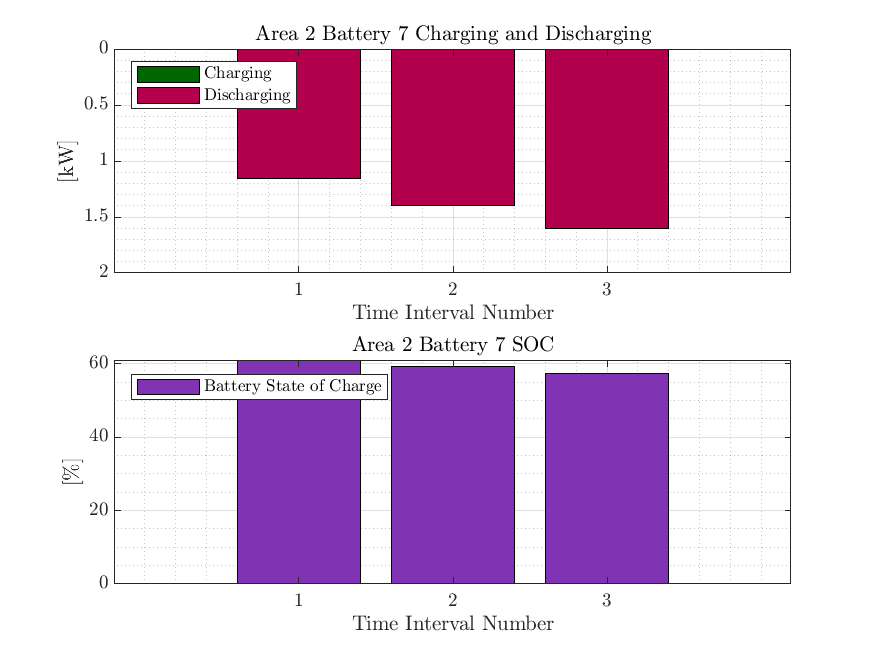 Area 2 Battery 7 Charging and Discharging
0
Charging
Discharging
0.5
[kW]
1
1.5
2
1 2 3
Time Interval Number
Area 2 Battery 7 SOC
60
Battery State of Charge
40
[%]
20
0
1 2 3
Time Interval Number